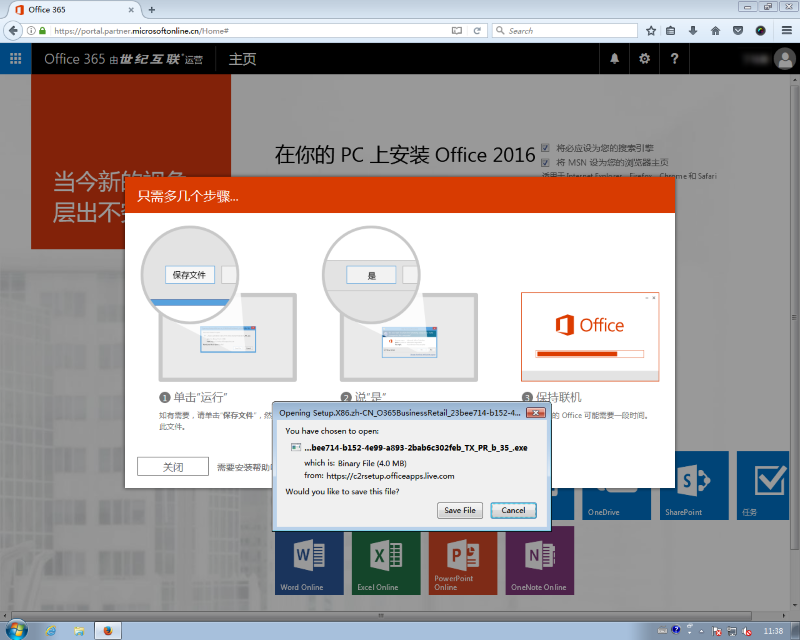 Office 365
https://portal.partner.microsoftonline.cn/Home#
Search
Office 365 由世纪互联运营
主页
在你的 PC 上安装 Office 2016
将必应设为您的搜索引擎
将 MSN 设为您的浏览器主页
适用于 Internet Explorer、Firefox、Chrome 和 Safari
当今新的视角
层出不
只需多几个步骤...
保存文件
是
Office
1 单击"运行"
2 说"是"
3 保持联机
如有需要，请单击"保存文件"，然
此文件。
的 Office 可能需要一段时间。
关闭
需要安装帮助
Opening Setup.X86.zh-CN_O365BusinessRetail_23bee714-b152-4...
You have chosen to open:
...bee714-b152-4e99-a893-2bab6c302feb_TX_PR_b_35_.exe
which is: Binary File (4.0 MB)
from: https://c2rsetup.officeapps.live.com
Would you like to save this file?
Save File
Cancel
OneDrive
SharePoint
任务
Word Online
Excel Online
PowerPoint
Online
OneNote Online
11:38